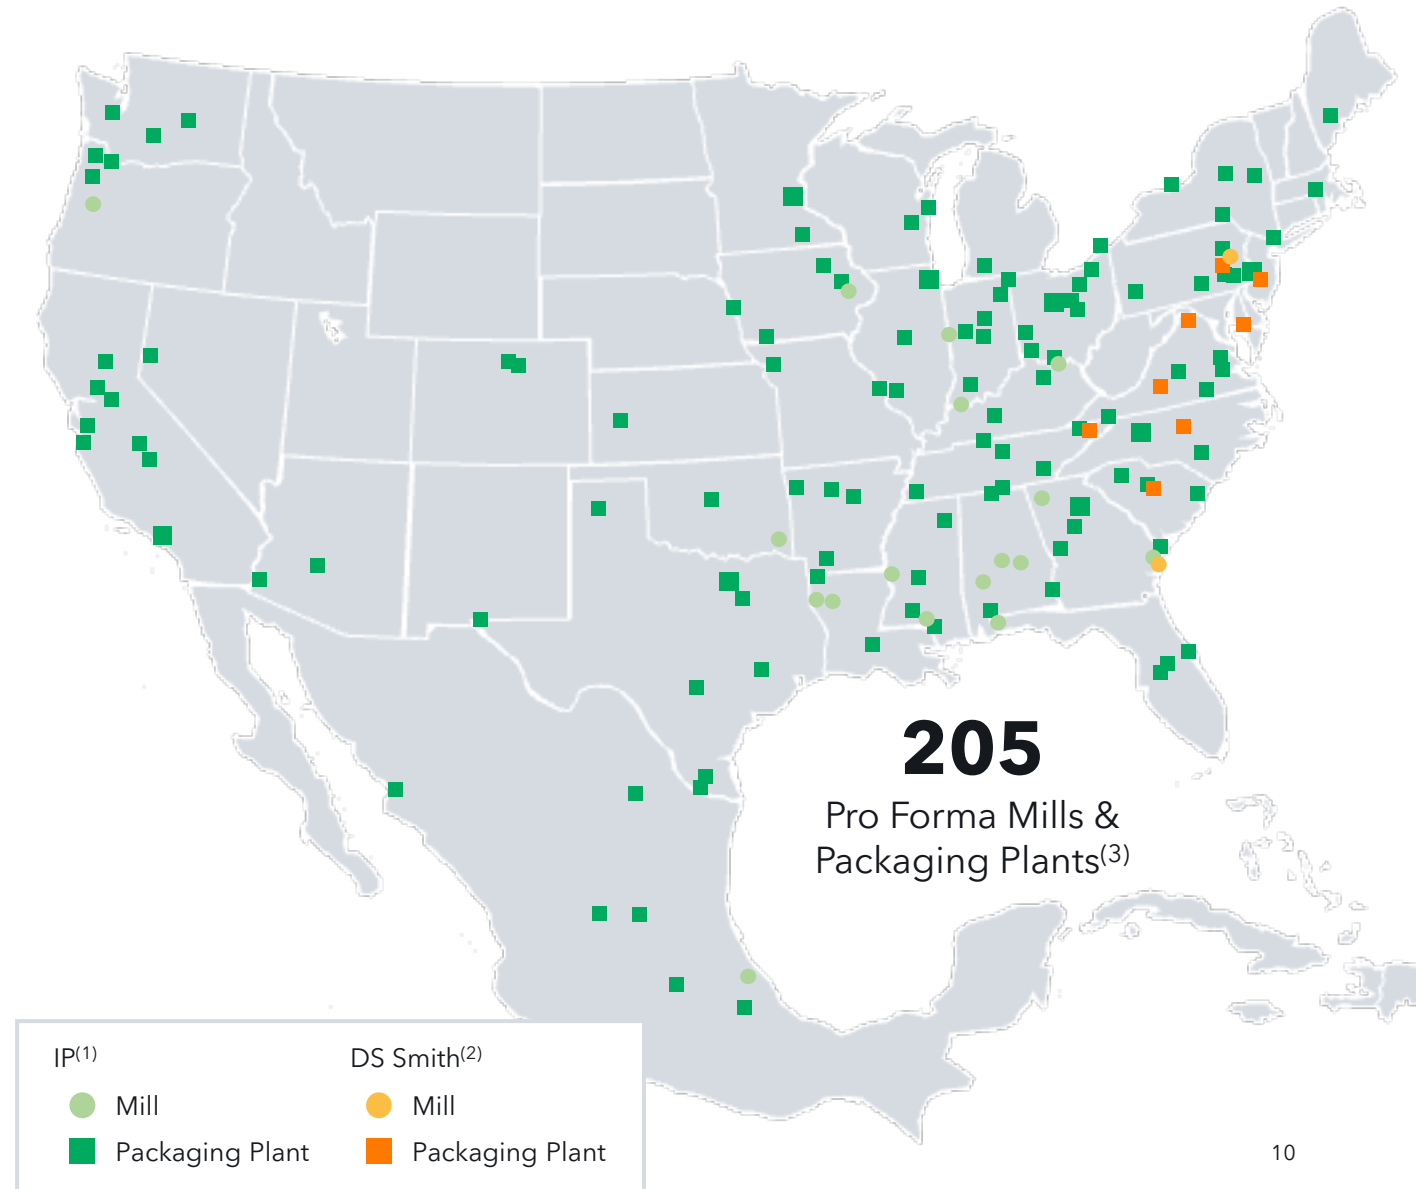 205
Pro Forma Mills &
Packaging Plants(3)
IP(1)
Mill
Packaging Plant
DS Smith(2)
Mill
Packaging Plant
10